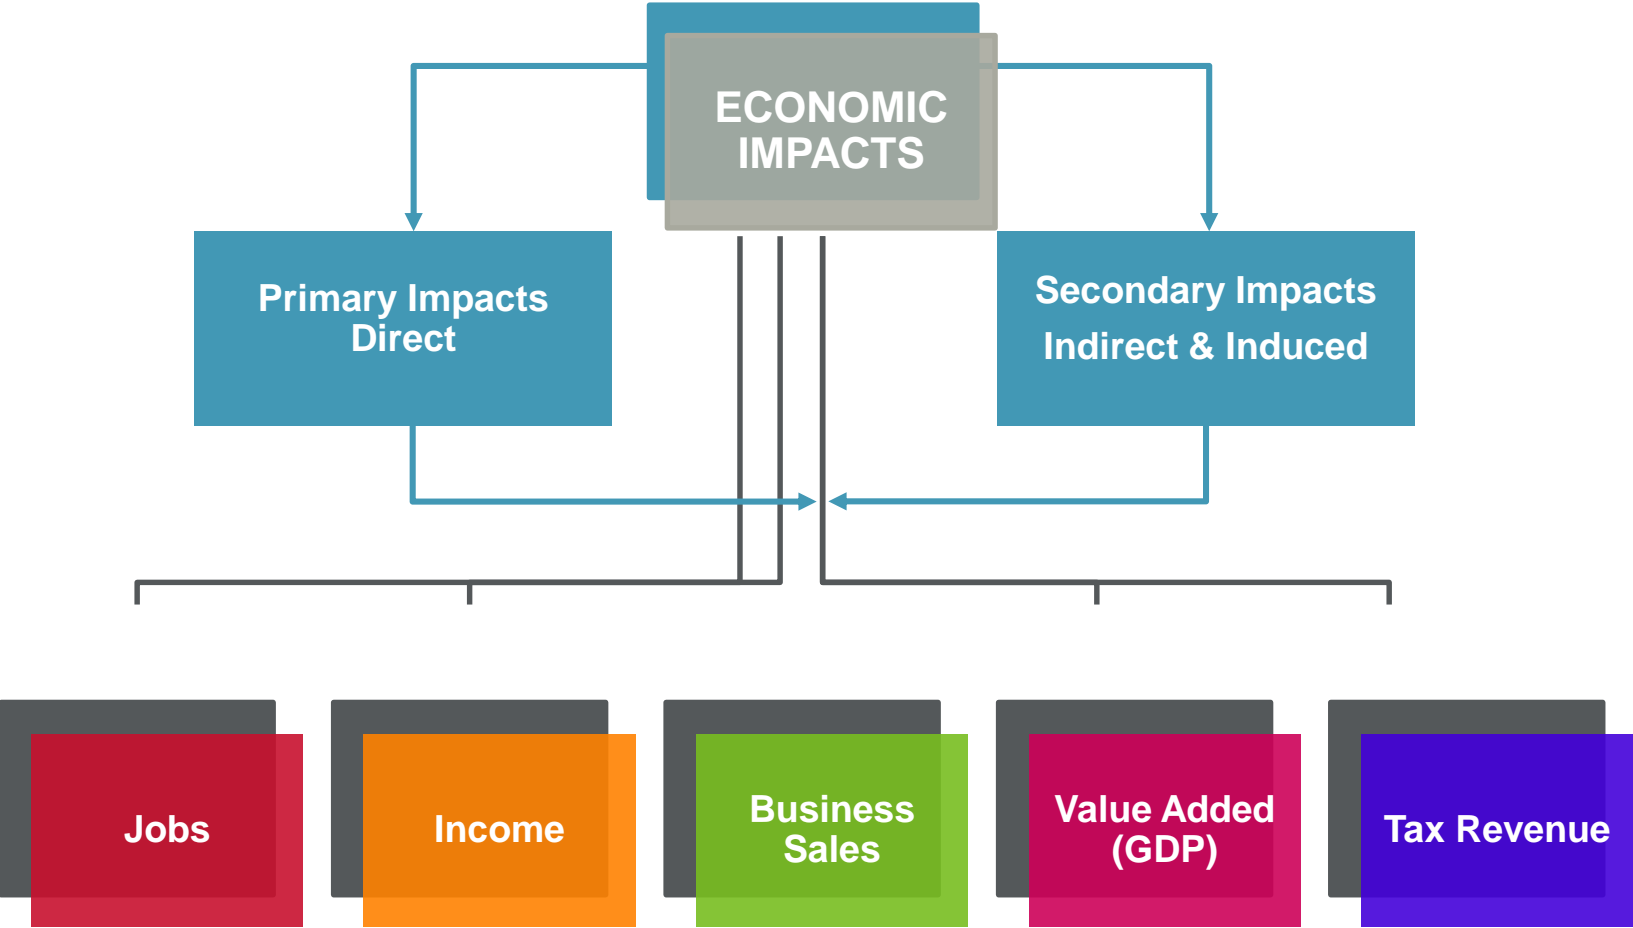 ECONOMIC
IMPACTS
Primary Impacts
Direct
Secondary Impacts
Indirect & Induced
Jobs
Income
Business
Sales
Value Added
(GDP)
Tax Revenue